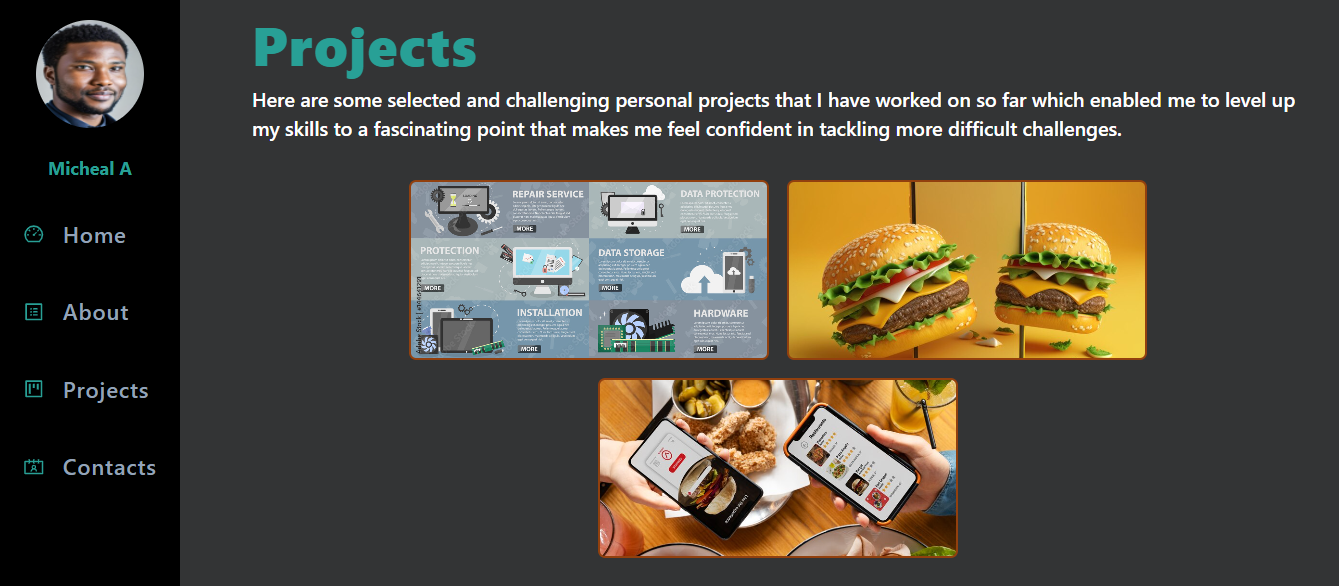 Projects
Here are some selected and challenging personal projects that I have worked on so far which enabled me to level up
my skills to a fascinating point that makes me feel confident in tackling more difficult challenges.
Micheal A
Home
About
Projects
Contacts
REPAIR SERVICE
MORE
DATA PROTECTION
MORE
PROTECTION
MORE
DATA STORAGE
MORE
INSTALLATION
MORE
HARDWARE
MORE
Restaurants